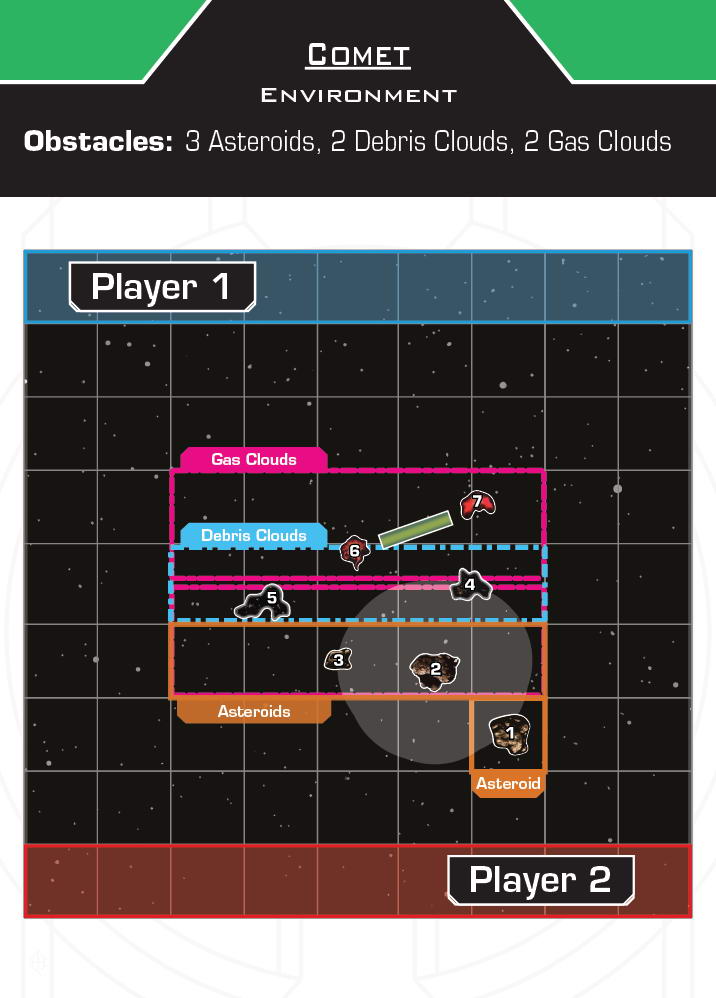 COMET
ENVIRONMENT
Obstacles: 3 Asteroids, 2 Debris Clouds, 2 Gas Clouds
Player 1
Gas Clouds
7
Debris Clouds
6
4
5
3
2
Asteroids
1
Asteroid
Player 2